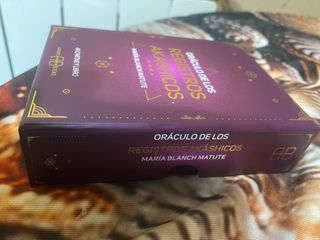 ORÁCULO DE LOS
REGISTROS
AKÁSHICOS
MARÍA BLANCH MATUTE
ORÁCULO DE LOS
REGISTROS AKÁSHICOS
MARÍA BLANCH MATUTE
AB